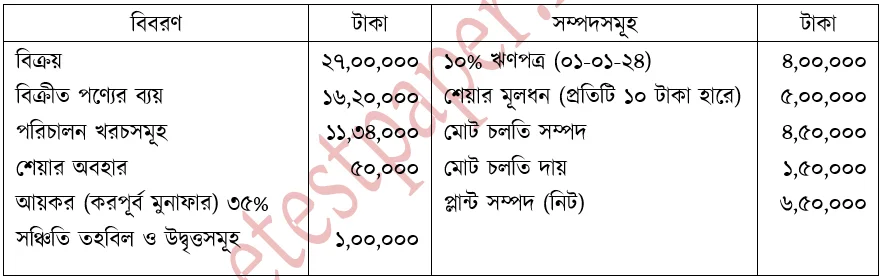 বিবরণ টাকা সম্পদসমূহ টাকা
বিক্রয় ২৭,০০,০০০ ১০% ঋণপত্র (০১-০১-২৪) ৪,০০,০০০
বিক্রীত পণ্যের ব্যয় ১৬,২০,০০০ শেয়ার মূলধন (প্রতিটি ১০ টাকা হারে) ৫,০০,০০০
পরিচালন খরচসমূহ ১১,৩৪,০০০ মোট চলতি সম্পদ ৪,৫০,০০০
শেয়ার অবহার ৫০,০০০ মোট চলতি দায় ১,৫০,০০০
আয়কর (করপূর্ব মুনাফার) ৩৫% প্লান্ট সম্পদ (নিট) ৬,৫০,০০০
সঞ্চিতি তহবিল ও উদ্বৃত্তসমূহ ১,০০,০০০